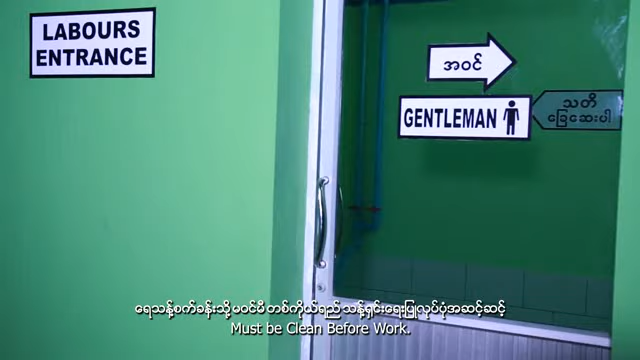 LABOURS
ENTRANCE
အဝင်
GENTLEMAN
သတိ
ခြေဆေးပါ
ရေသန့်စက်ခန်းသို့မဝင်မီ တစ်ကိုယ်ရည် သန့်ရှင်းရေးပြုလုပ်ပုံအဆင့်ဆင့်
Must be Clean Before Work.